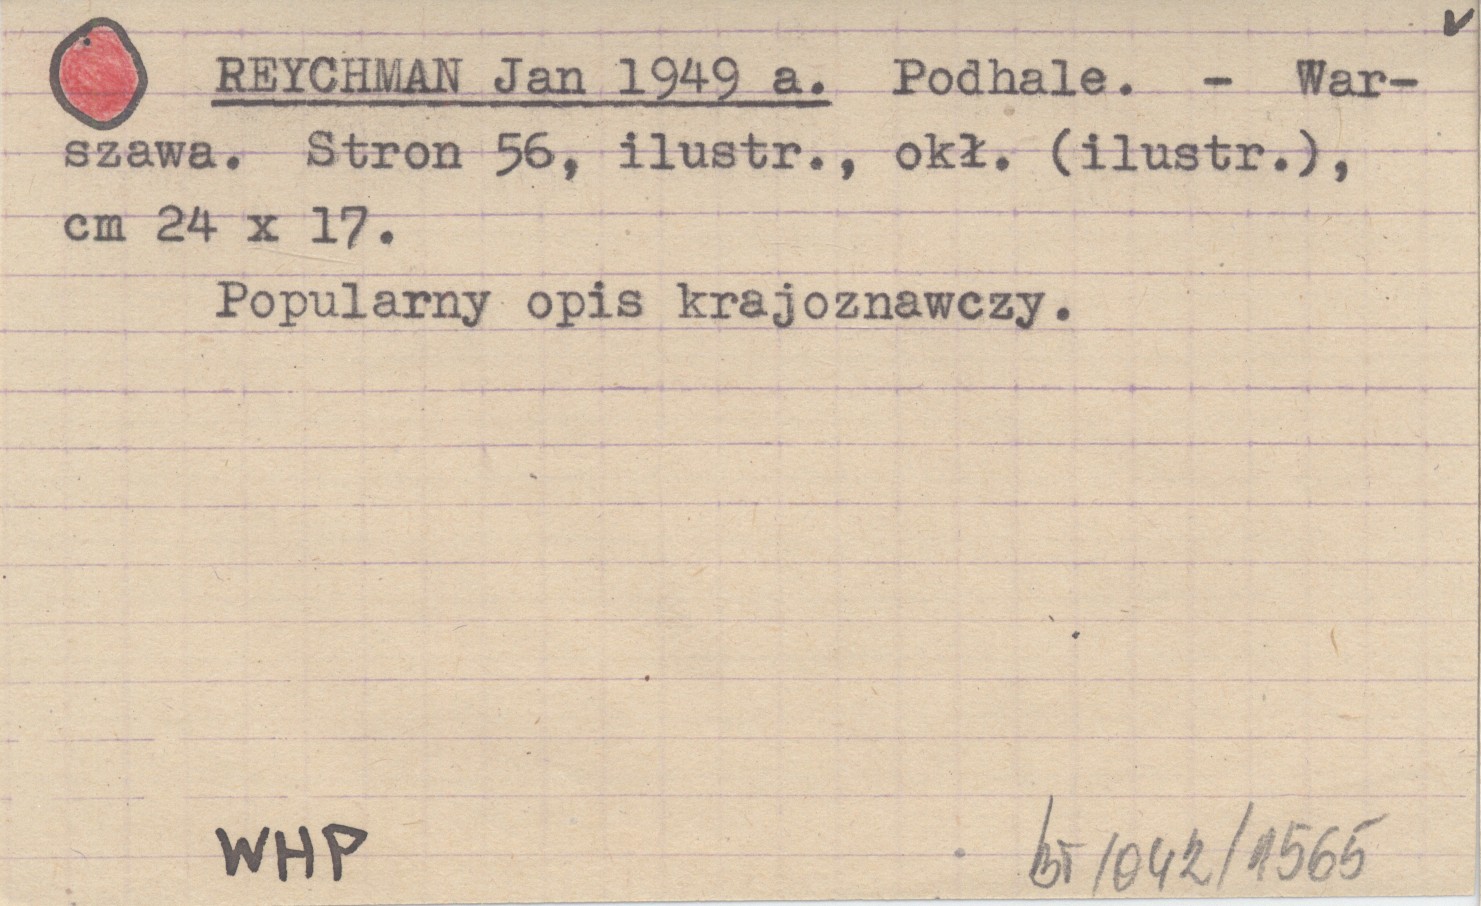 REYCHMAN Jan 1949 a. Podhale. - War-
szawa. Stron 56, ilustr., okł. (ilustr.),
cm 24 x 17.
Popularny opis krajoznawczy.
WHP
/042/1565